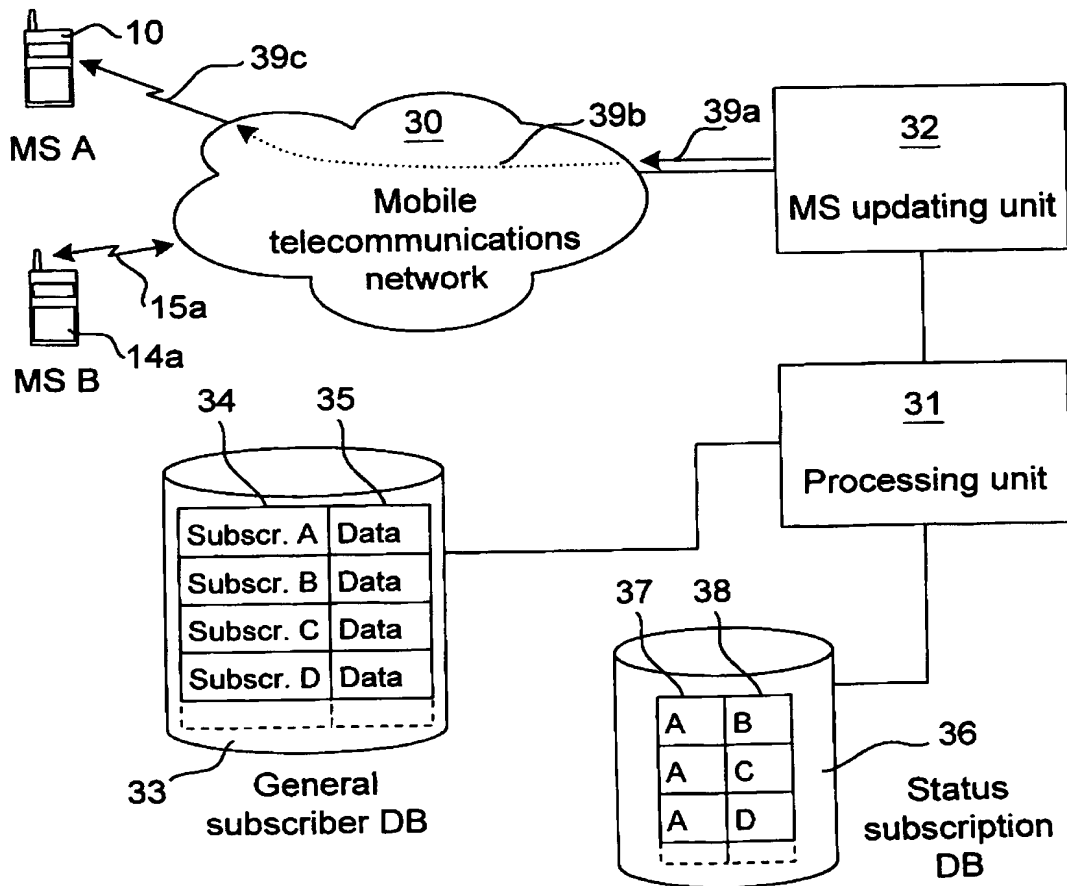 10
39c
MS A
30
39b
39a
32
MS updating unit
Mobile
telecommunications
network
15a
14a
MS B
31
Processing unit
34
35
Subscr. A
Data
Subscr. B
Data
Subscr. C
Data
Subscr. D
Data
33
General
subscriber DB
37
38
A
B
A
C
A
D
36
Status
subscription
DB